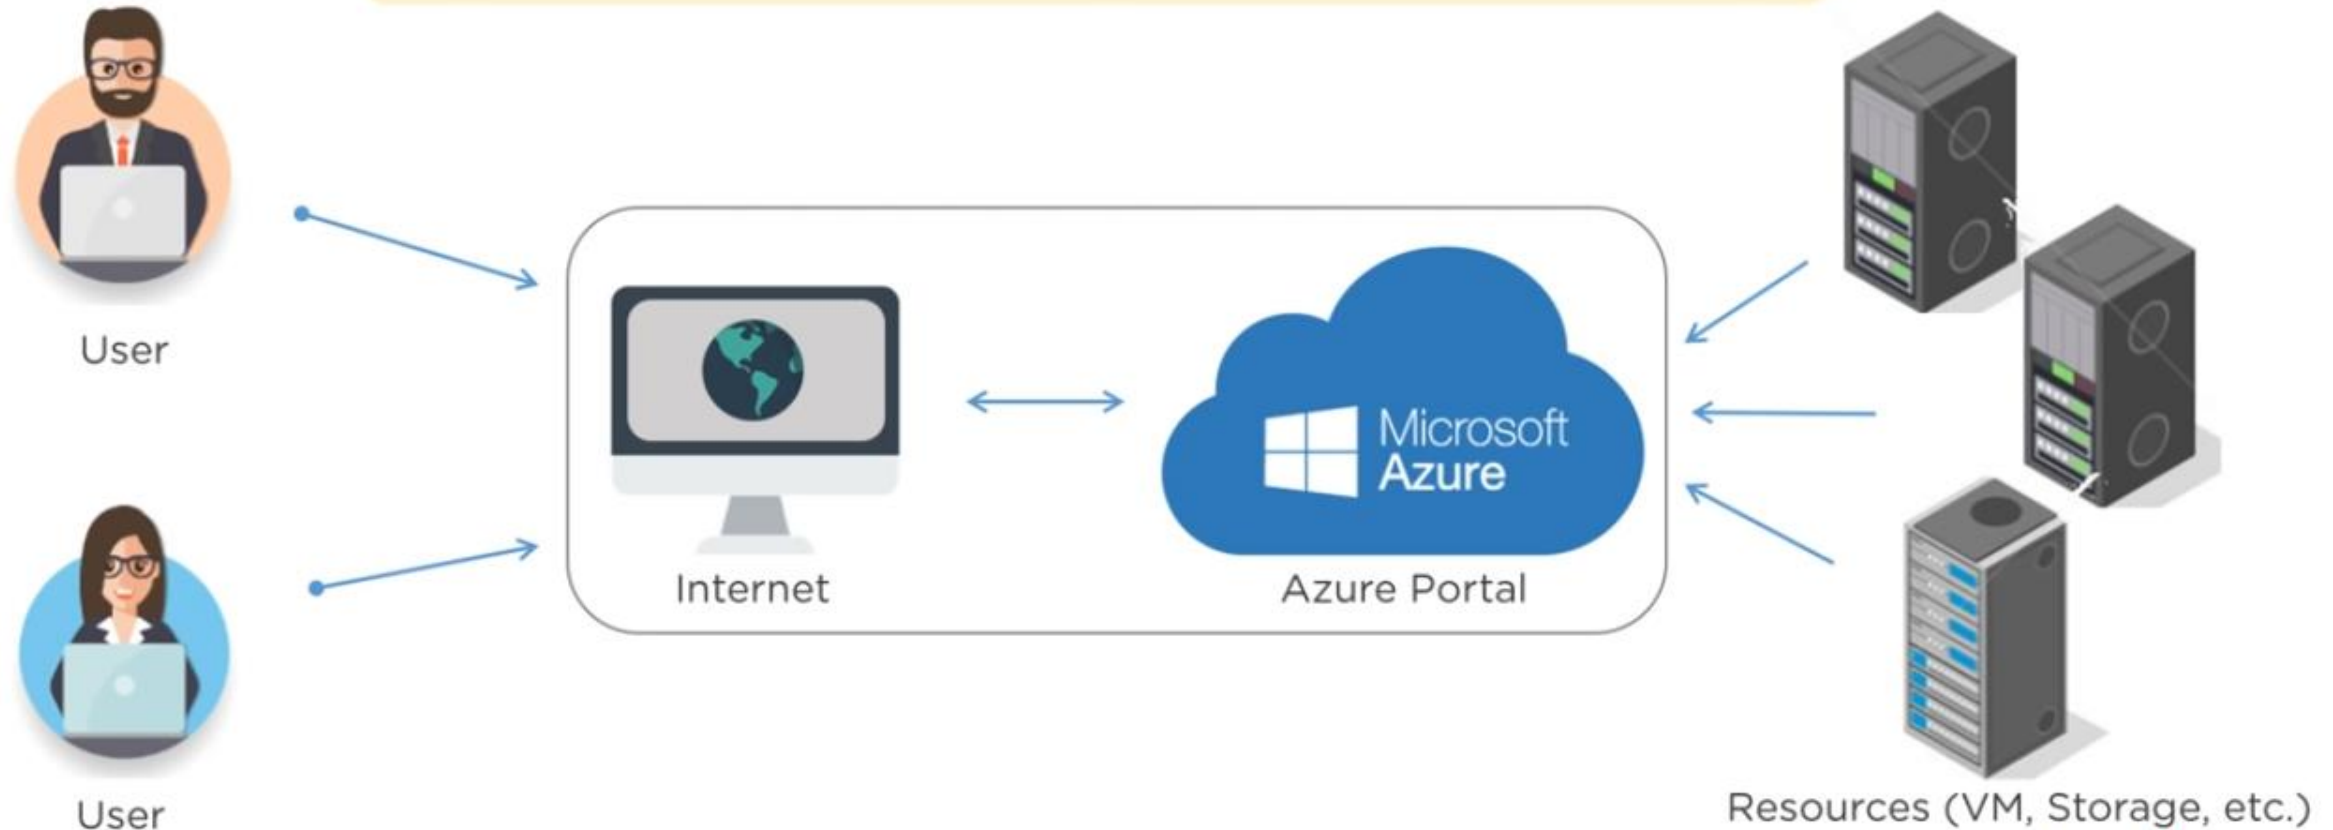 User
User
Internet
Microsoft
Azure
Azure Portal
Resources (VM, Storage, etc.)